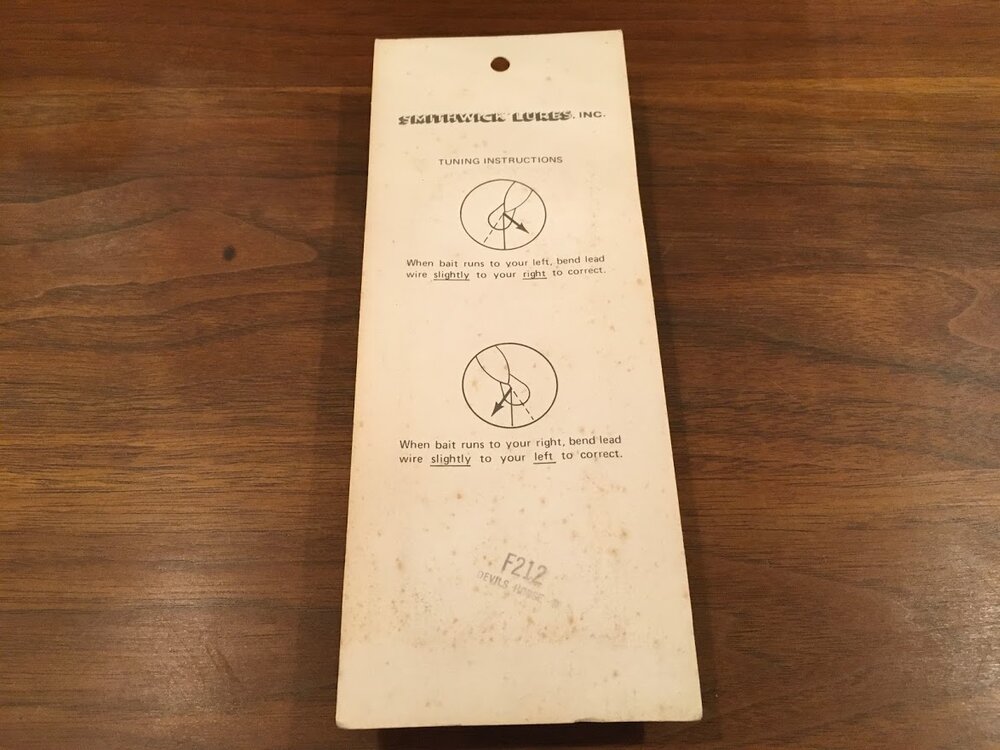 SMITHWICK LURES, INC.
TUNING INSTRUCTIONS
When bait runs to your left, bend lead
wire slightly to your right to correct.
When bait runs to your right, bend lead
wire slightly to your left to correct.
F212
DEVILS